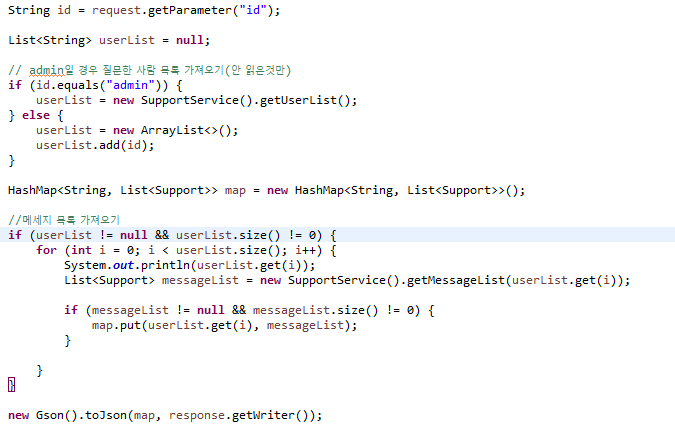 String id = request.getParameter("id");

List<String> userList = null;

// admin일 경우 질문한 사람 목록 가져오기(안 읽은것만)
if (id.equals("admin")) {
    userList = new SupportService().getUserList();
} else {
    userList = new ArrayList<>();
    userList.add(id);
}

HashMap<String, List<Support>> map = new HashMap<String, List<Support>>();

//메세지 목록 가져오기
if (userList != null && userList.size() != 0) {
    for (int i = 0; i < userList.size(); i++) {
        System.out.println(userList.get(i));
        List<Support> messageList = new SupportService().getMessageList(userList.get(i));

        if (messageList != null && messageList.size() != 0) {
            map.put(userList.get(i), messageList);
        }

    }
}

new Gson().toJson(map, response.getWriter());